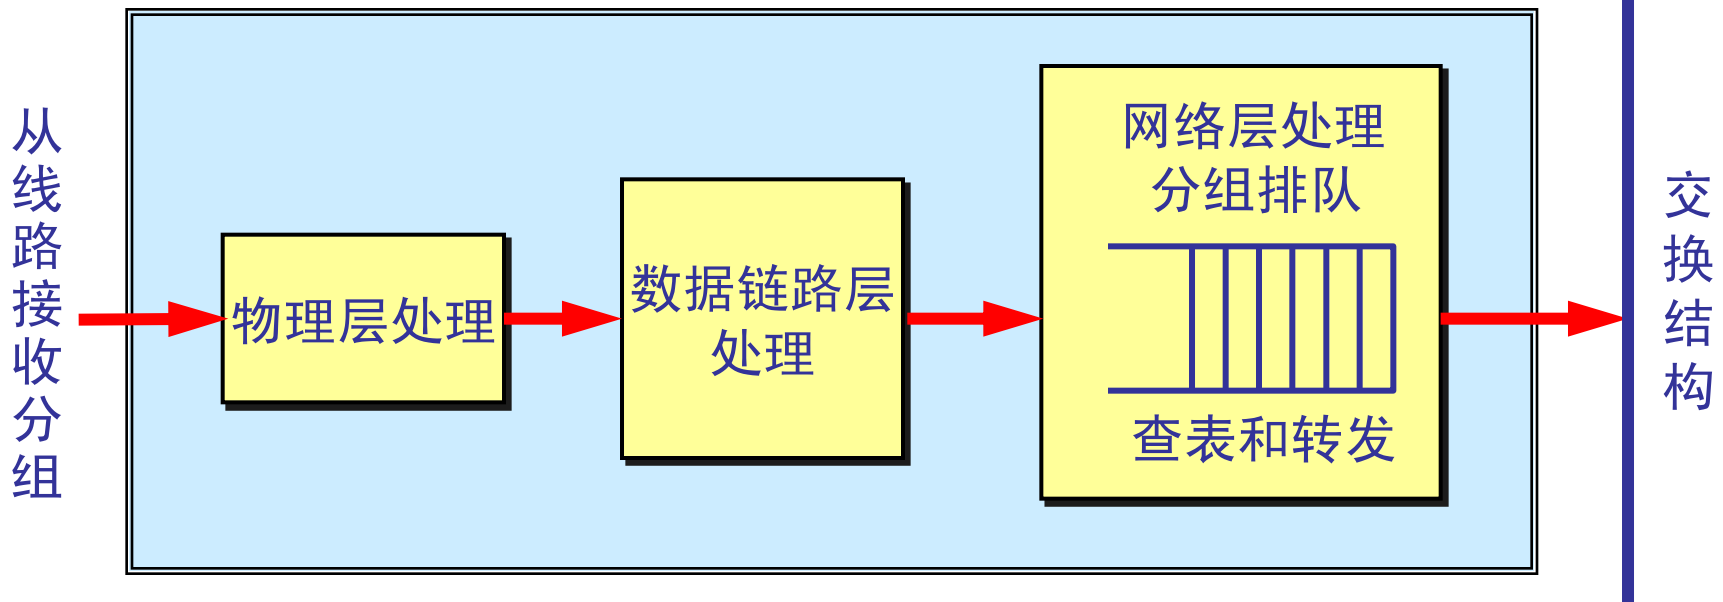 从线路接收分组
物理层处理
数据链路层
处理
网络层处理
分组排队
查表和转发
交换结构